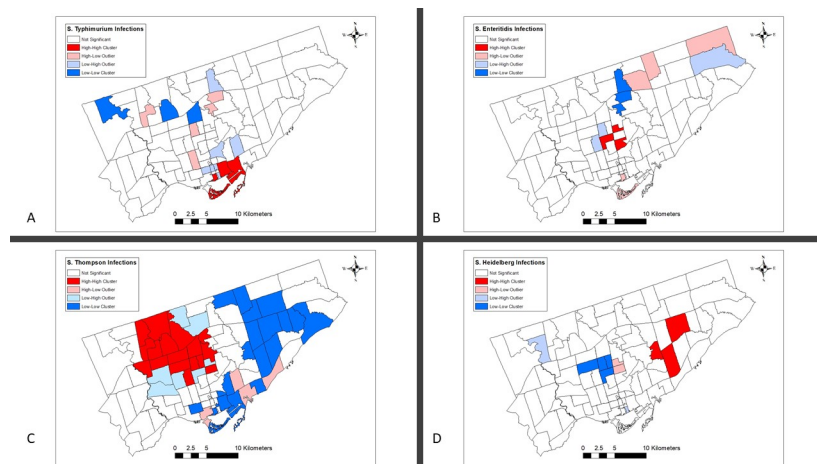 S. Typhimurium Infections
Not Significant
High-High Cluster
High-Low Outlier
Low-High Outlier
Low-Low Cluster
N
W E
S
0 2.5 5 10 Kilometers
A
S. Enteritidis Infections
Not Significant
High-High Cluster
High-Low Outlier
Low-High Outlier
Low-Low Cluster
N
W E
S
0 2.5 5 10 Kilometers
B
S. Thompson Infections
Not Significant
High-High Cluster
High-Low Outlier
Low-High Outlier
Low-Low Cluster
N
W E
S
0 2.5 5 10 Kilometers
C
S. Heidelberg Infections
Not Significant
High-High Cluster
High-Low Outlier
Low-High Outlier
Low-Low Cluster
N
W E
S
0 2.5 5 10 Kilometers
D